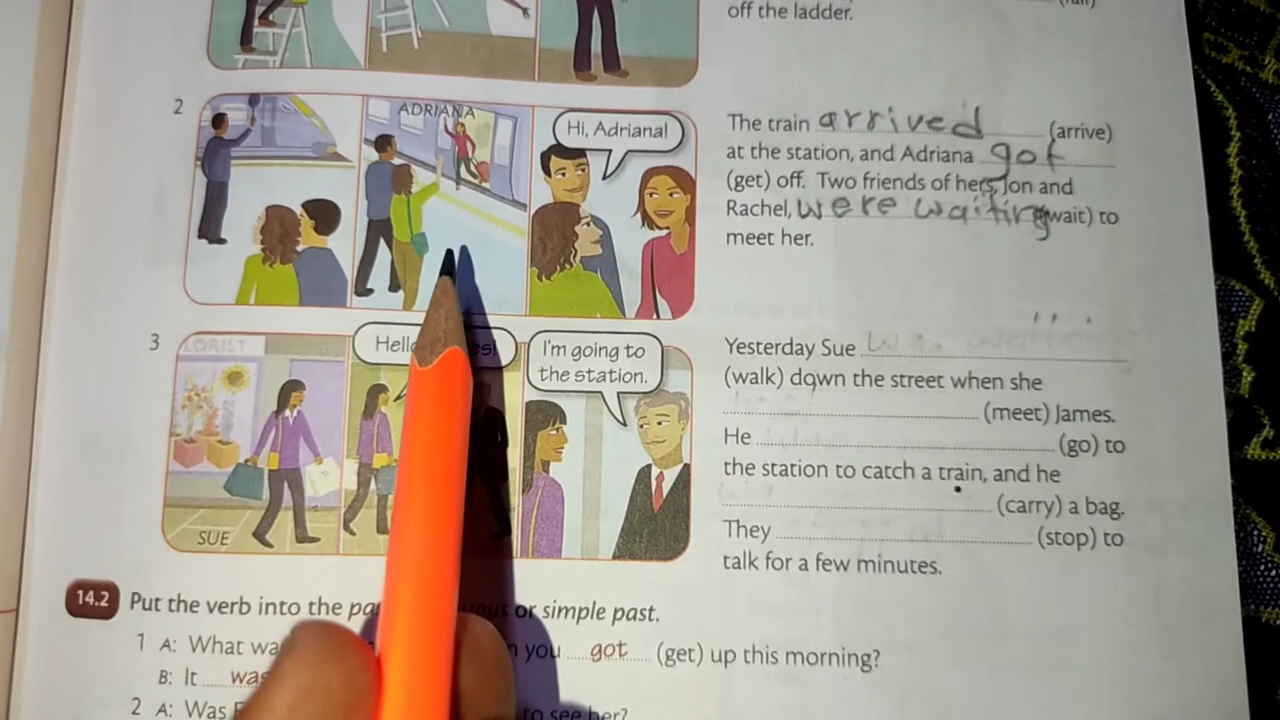 off the ladder.
2
ADRIANA
Hi, Adriana!
The train arrived (arrive)
at the station, and Adriana got
(get) off. Two friends of hers, Jon and
Rachel, were waiting (wait) to
meet her.
3
LORIST
SUE
I'm going to
the station.
Yesterday Sue
(walk) down the street when she
(meet) James.
He (go) to
the station to catch a train, and he
(carry) a bag.
They (stop) to
talk for a few minutes.
14.2 Put the verb into the or simple past.
1 A: What you got (get) up this morning?
B: It was
2 A: Was to see her?